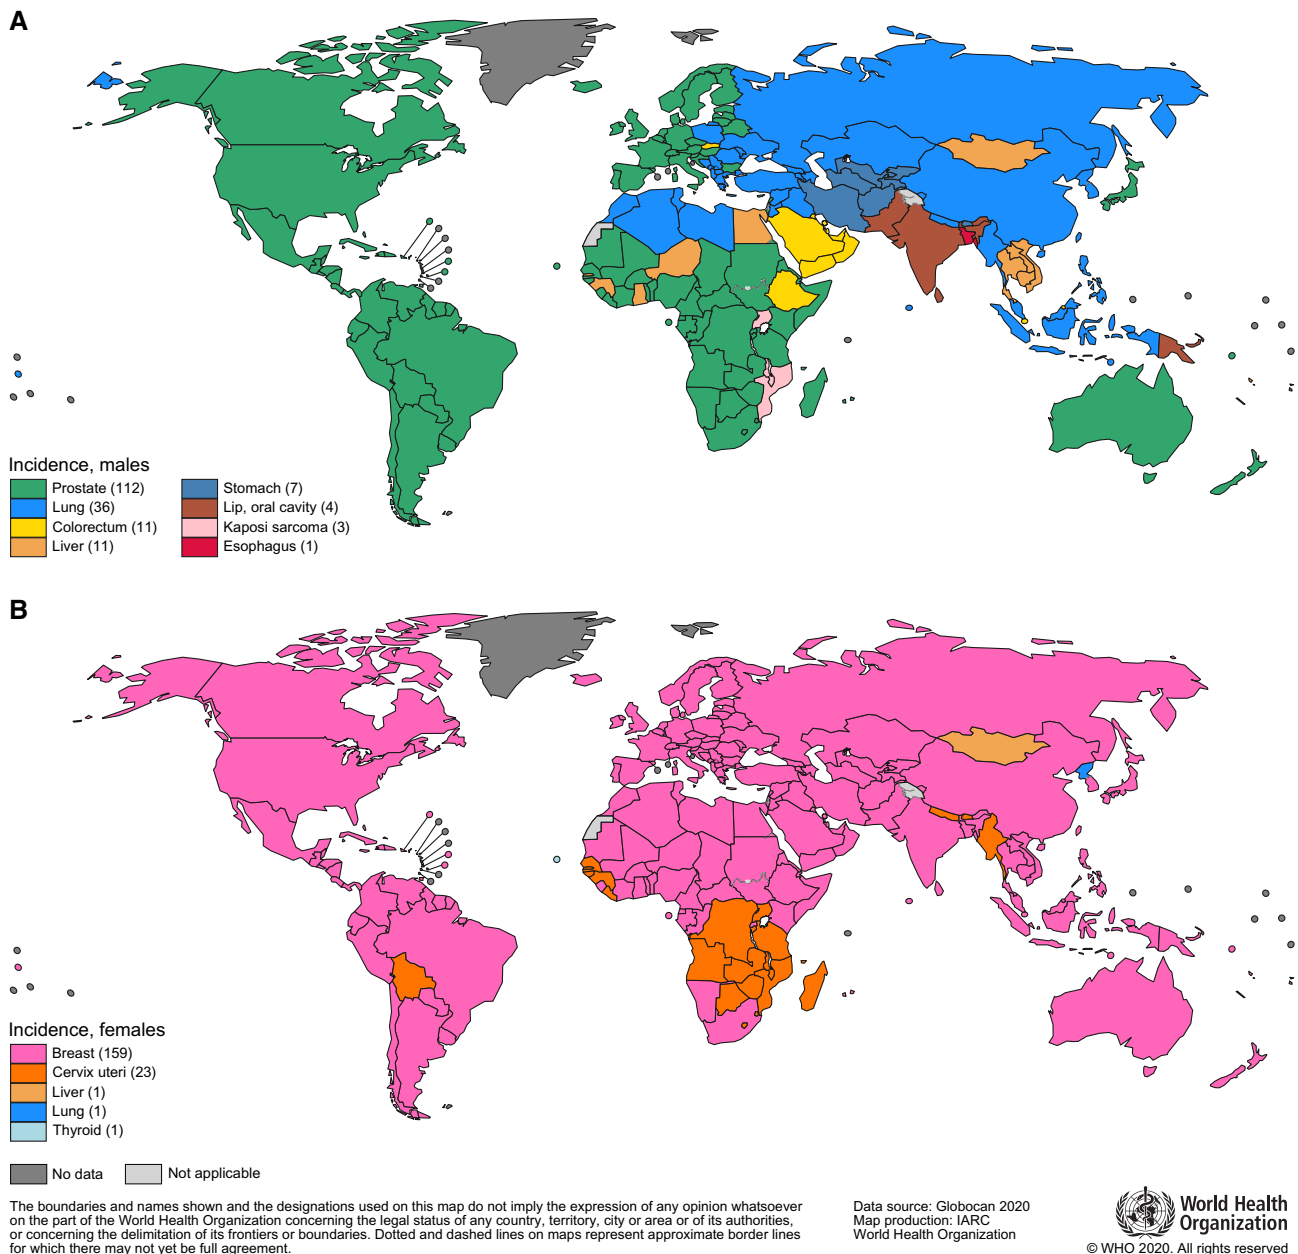 A
Incidence, males
Prostate (112)
Lung (36)
Colorectum (11)
Liver (11)
Stomach (7)
Lip, oral cavity (4)
Kaposi sarcoma (3)
Esophagus (1)
B
Incidence, females
Breast (159)
Cervix uteri (23)
Liver (1)
Lung (1)
Thyroid (1)
No data
Not applicable
The boundaries and names shown and the designations used on this map do not imply the expression of any opinion whatsoever
on the part of the World Health Organization concerning the legal status of any country, territory, city or area or of its authorities,
or concerning the delimitation of its frontiers or boundaries. Dotted and dashed lines on maps represent approximate border lines
for which there may not yet be full agreement.
Data source: Globocan 2020
Map production: IARC
World Health Organization
World Health
Organization
© WHO 2020. All rights reserved